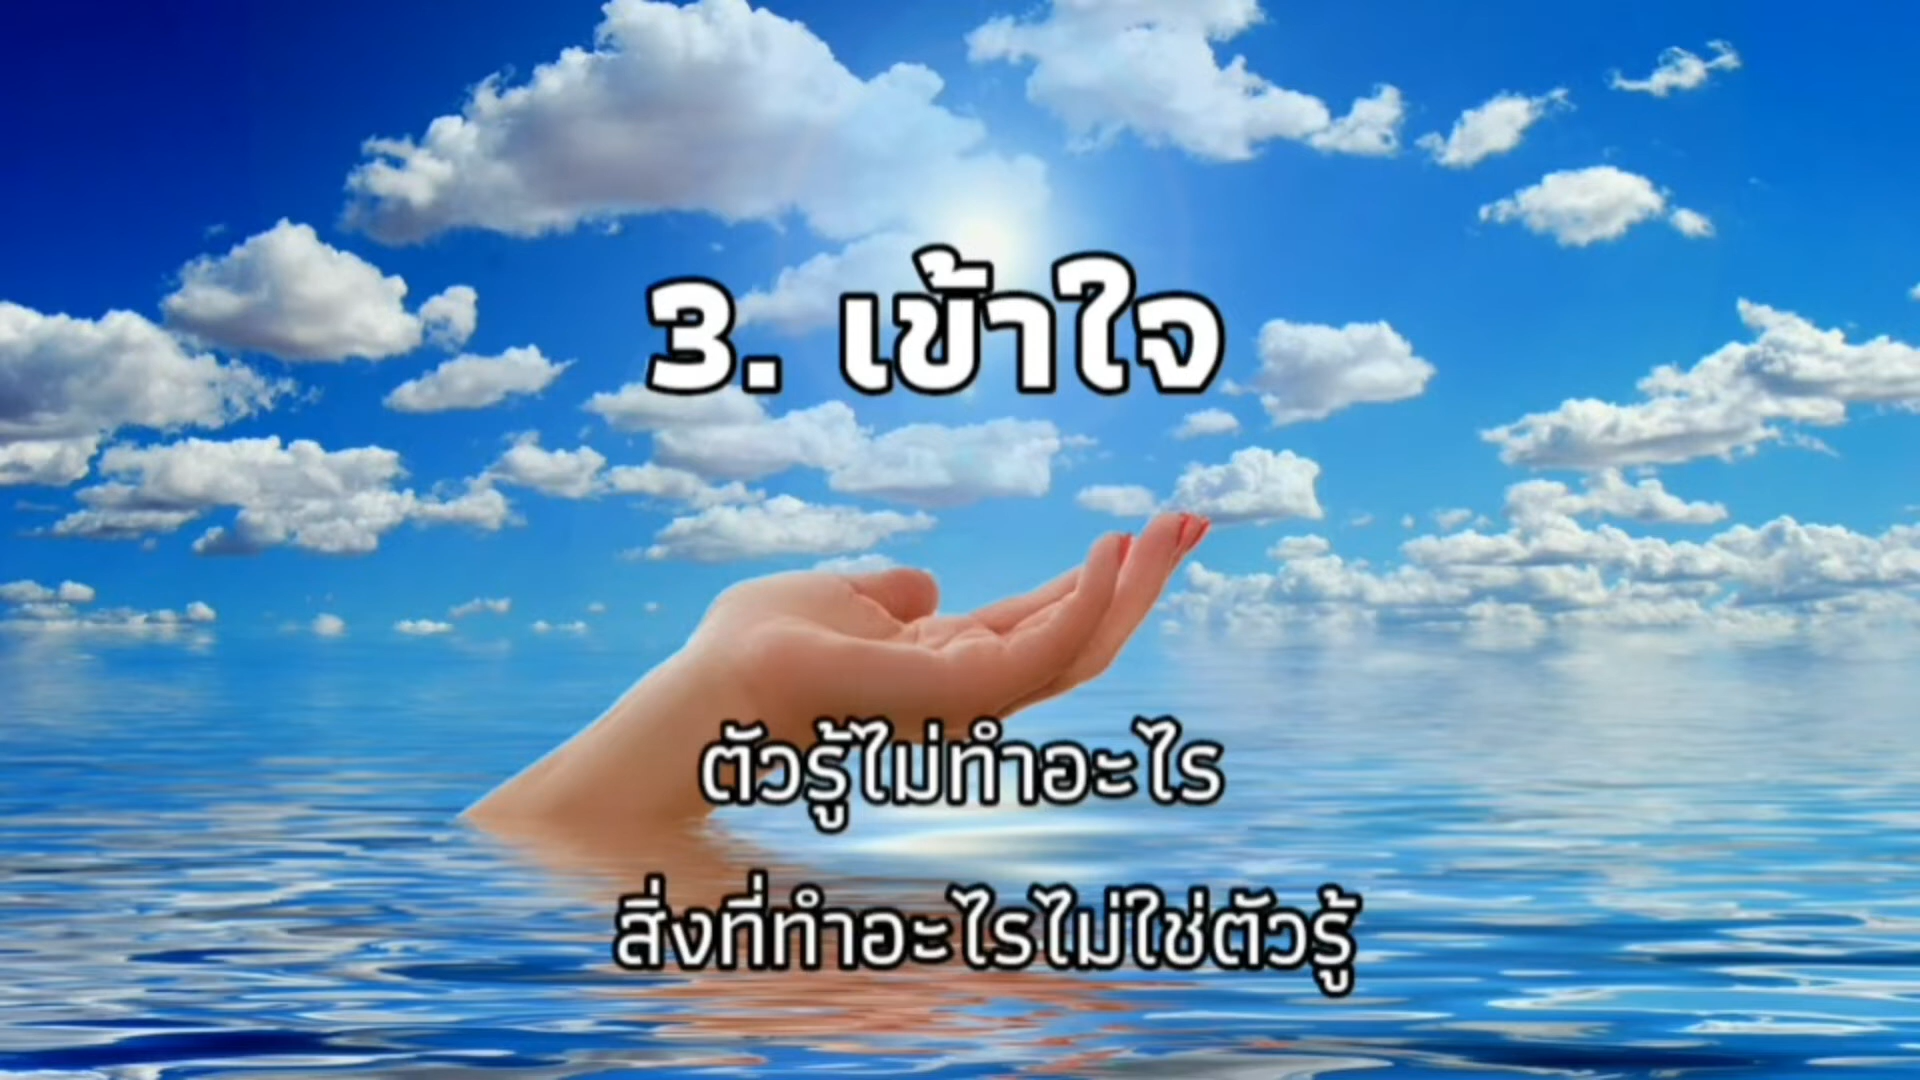 3. เข้าใจ
ตัวรู้ไม่ทำอะไร
สิ่งที่ทำอะไรไม่ใช่ตัวรู้